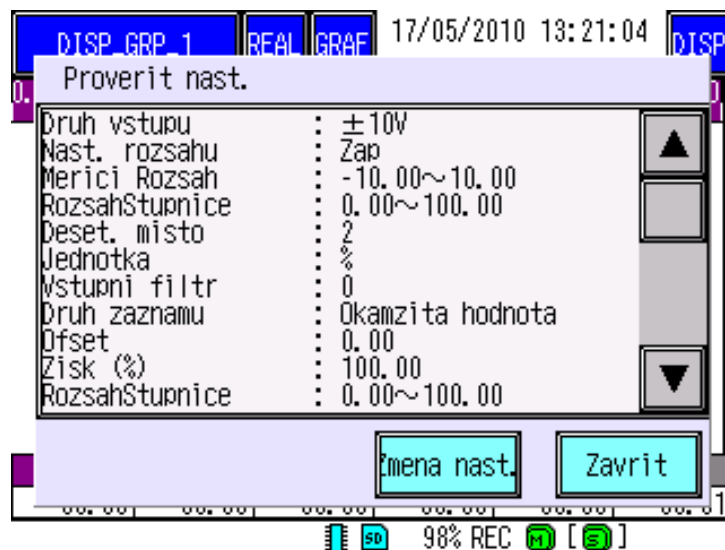 DISP_GRP_1 REAL GRAF 17/05/2010 13:21:04 DISP
Proverit nast.
0.
Druh vstupu : ±10V
Nast. rozsahu : Zap
Merici Rozsah : -10.00~10.00
RozsahStupnice : 0.00~100.00
Deset. misto : 2
Jednotka : %
Vstupni filtr : 0
Druh zaznamu : Okamzita hodnota
Ofset : 0.00
Zisk (%) : 100.00
RozsahStupnice : 0.00~100.00
Zmena nast. Zavrit
98% REC M [S]